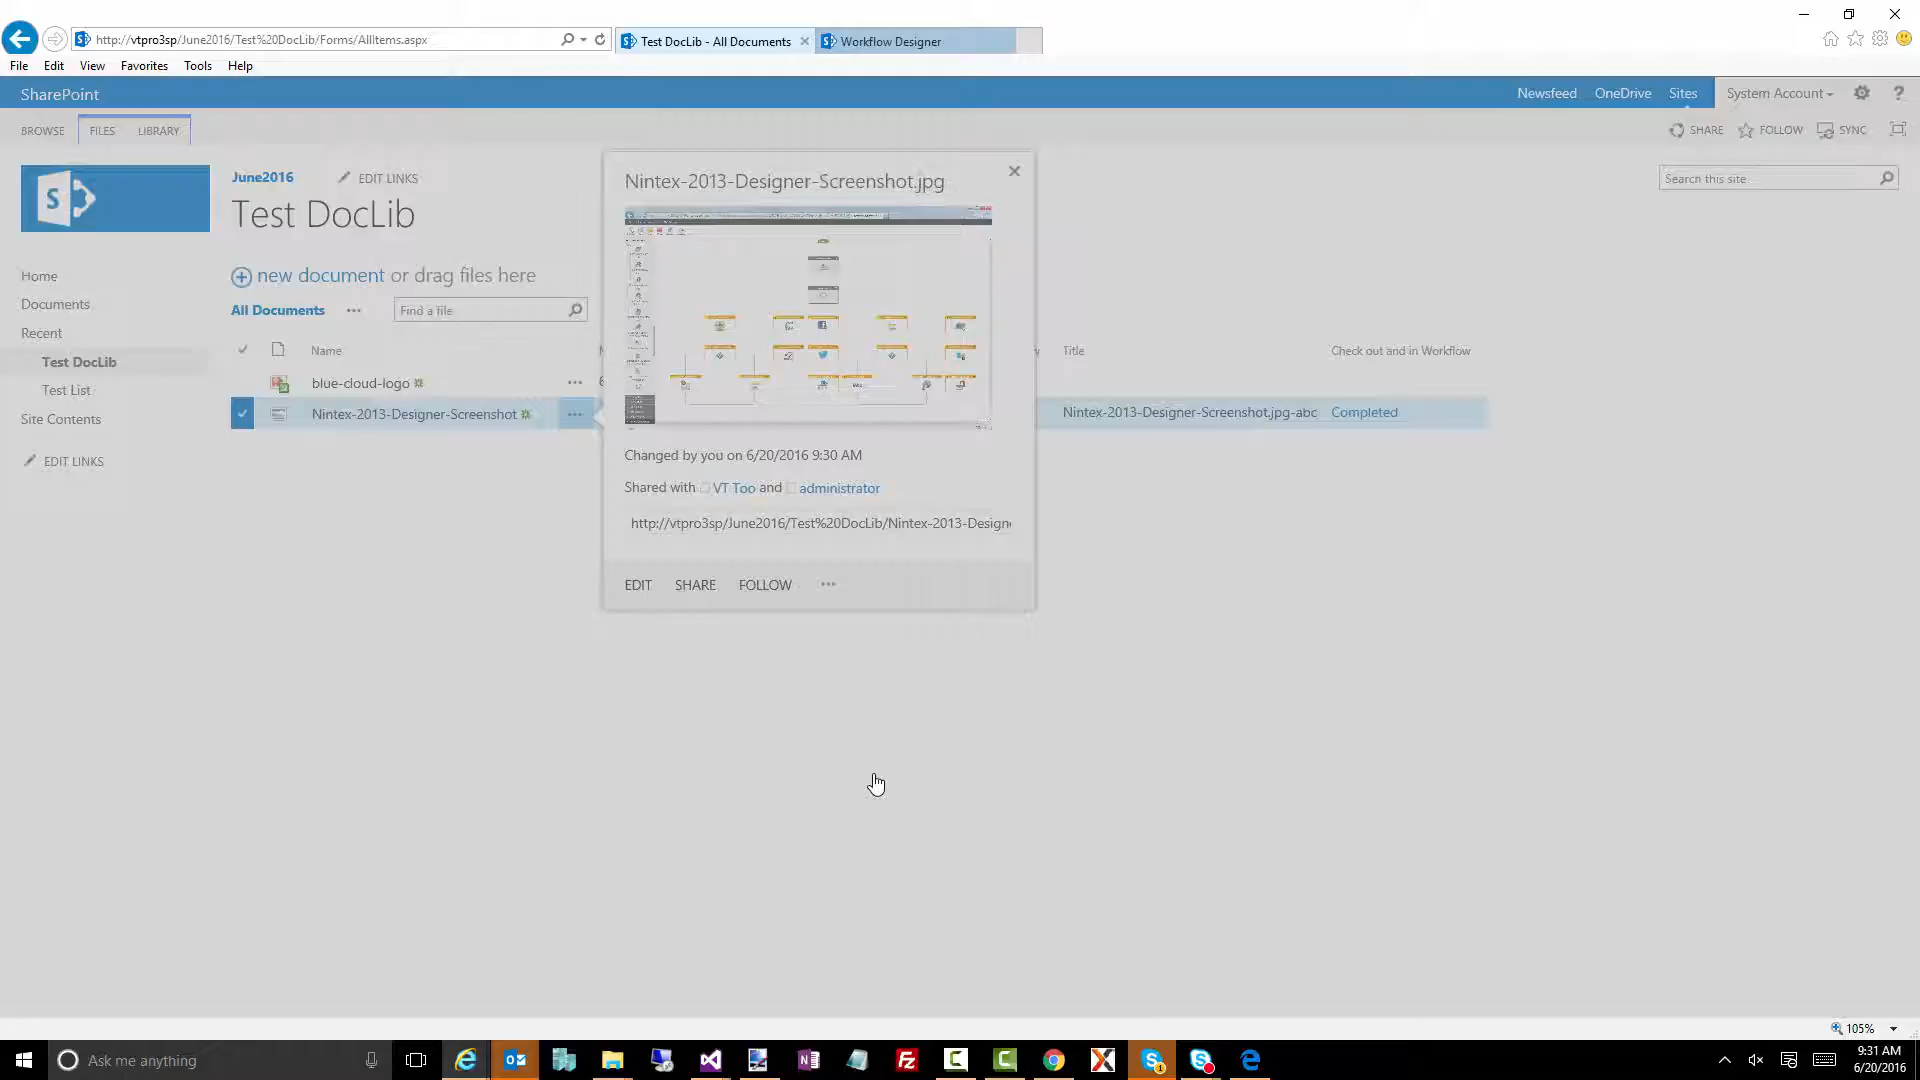 http://vtpro3sp/June2016/Test%20DocLib/Forms/AllItems.aspx
Test DocLib - All Documents
Workflow Designer
File Edit View Favorites Tools Help
SharePoint
Newsfeed OneDrive Sites System Account ?
BROWSE FILES LIBRARY
SHARE FOLLOW SYNC
June2016 EDIT LINKS
Test DocLib
Search this site
new document or drag files here
All Documents ••• Find a file
Home
Documents
Recent
Test DocLib
Test List
Site Contents
EDIT LINKS
Name Title Check out and in Workflow
blue-cloud-logo •••
Nintex-2013-Designer-Screenshot ••• Nintex-2013-Designer-Screenshot.jpg-abc Completed
Nintex-2013-Designer-Screenshot.jpg
Changed by you on 6/20/2016 9:30 AM
Shared with VT Too and administrator
http://vtpro3sp/June2016/Test%20DocLib/Nintex-2013-Design
EDIT SHARE FOLLOW •••
105%
Ask me anything
9:31 AM
6/20/2016